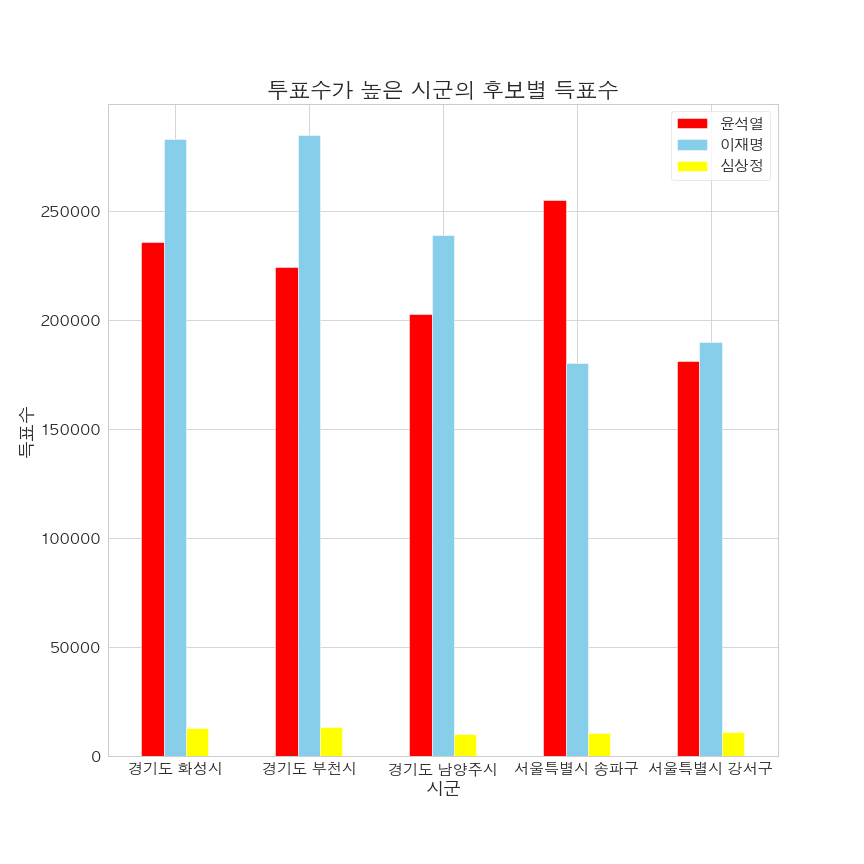 투표수가 높은 시군의 후보별 득표수
윤석열
이재명
심상정
득표수
250000
200000
150000
100000
50000
0
경기도 화성시
경기도 부천시
경기도 남양주시
서울특별시 송파구
서울특별시 강서구
시군